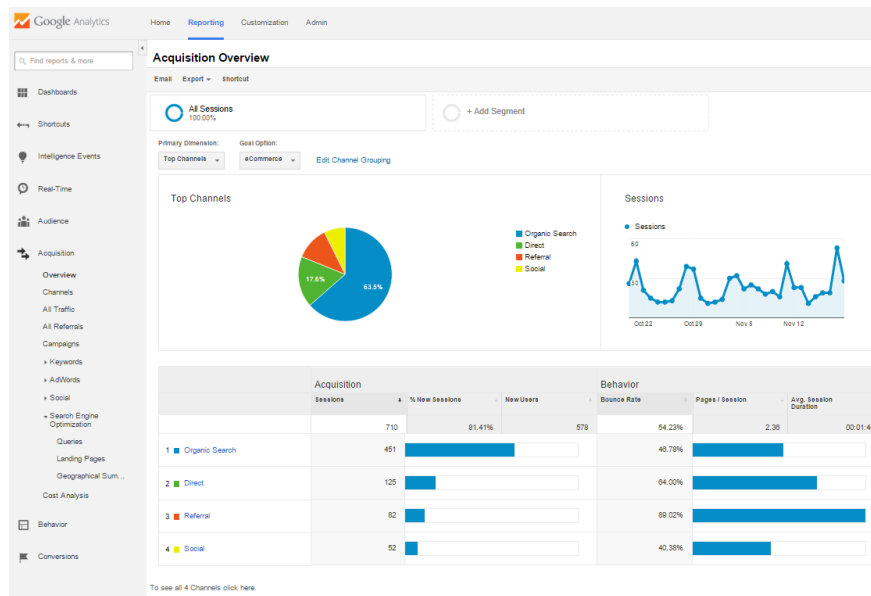 Google Analytics
Home Reporting Customization Admin
Find reports & more
Dashboards
Shortcuts
Intelligence Events
Real-Time
Audience
Acquisition
Overview
Channels
All Traffic
All Referrals
Campaigns
Keywords
AdWords
Social
Search Engine
Optimization
Queries
Landing Pages
Geographical Sum...
Cost Analysis
Behavior
Conversions
Acquisition Overview
Email Export Shortcut
All Sessions
100.00%
+ Add Segment
Primary Dimension: Goal Option:
Top Channels eCommerce Edit Channel Grouping
Top Channels
63.5%
17.6%
Organic Search
Direct
Referral
Social
Sessions
Sessions
60
30
Oct 22 Oct 29 Nov 5 Nov 12
Acquisition Behavior
Sessions % New Sessions New Users Bounce Rate Pages / Session Avg. Session
Duration
710 81.41% 578 54.23% 2.36 00:01:4
1 Organic Search 451 46.78%
2 Direct 125 64.00%
3 Referral 82 89.02%
4 Social 52 40.38%
To see all 4 Channels click here.